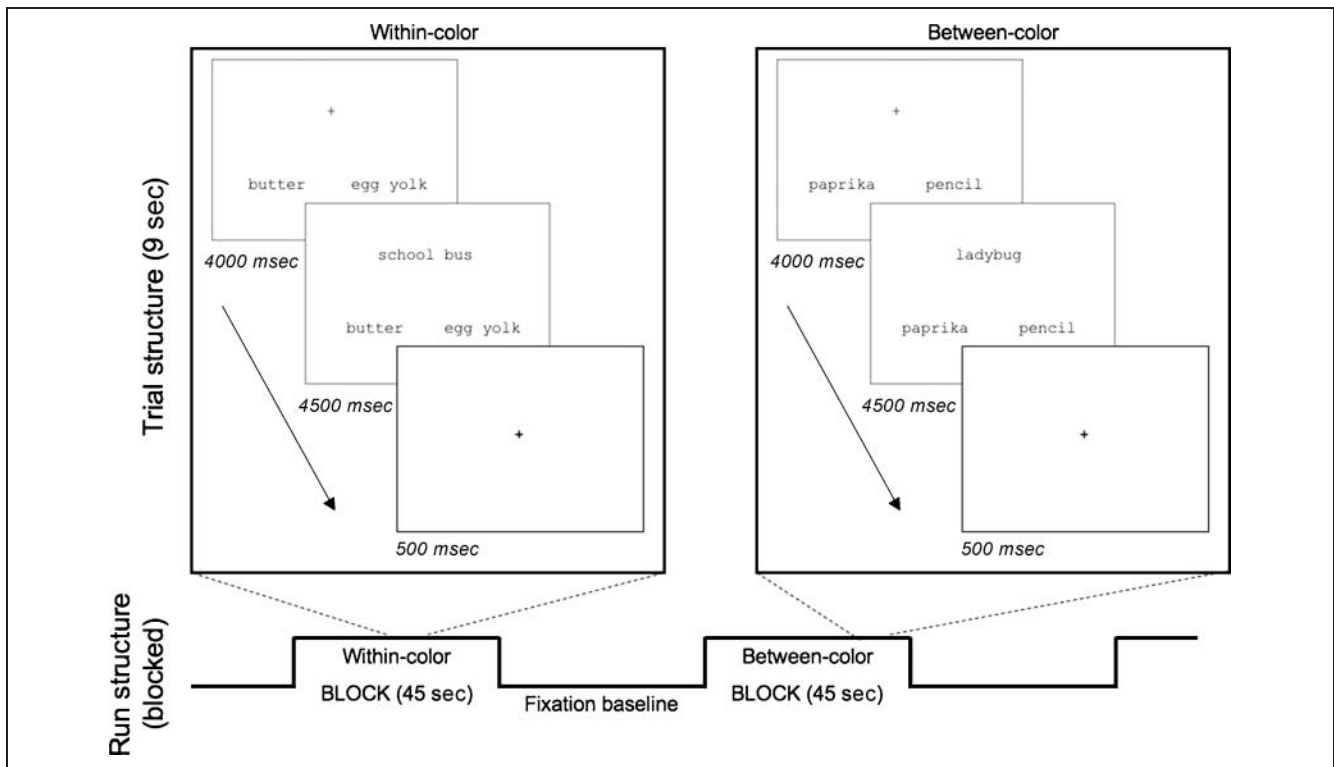 Within-color
Between-color
Trial structure (9 sec)
+
butter egg yolk
4000 msec
school bus
butter egg yolk
4500 msec
+
500 msec
+
paprika pencil
4000 msec
ladybug
paprika pencil
4500 msec
+
500 msec
Run structure
(blocked)
Within-color
BLOCK (45 sec)
Fixation baseline
Between-color
BLOCK (45 sec)